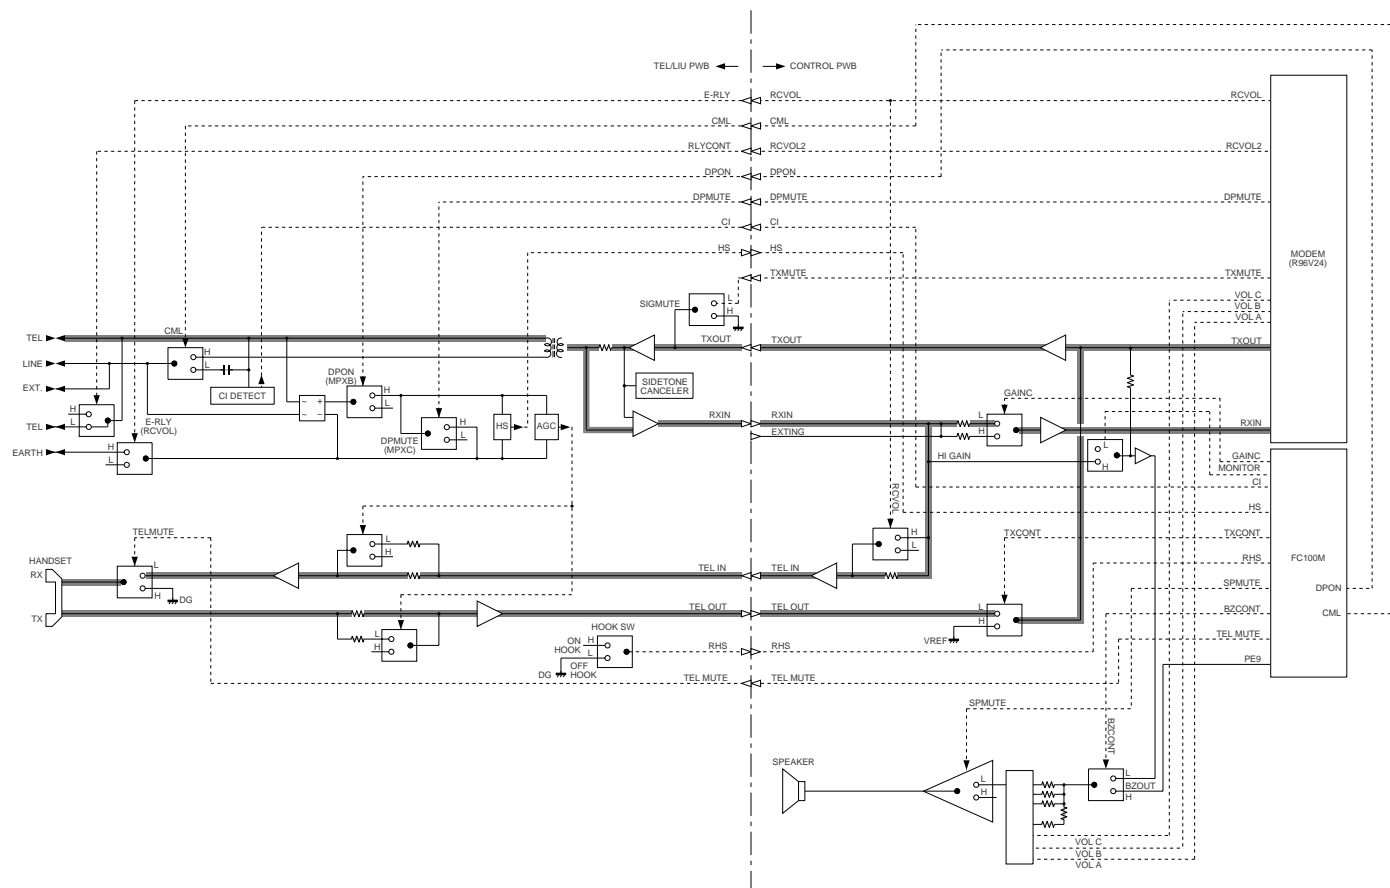 TEL/LIU PWB
CONTROL PWB
E-RLY
RCVOL
RCVOL
CML
CML
RLYCONT
RCVOL2
RCVOL2
DPON
DPON
DPMUTE
DPMUTE
DPMUTE
CI
CI
HS
HS
TXMUTE
TXMUTE
MODEM
(R96V24)
SIGMUTE
L
H
VOL C
VOL B
VOL A
TEL
CML
TXOUT
TXOUT
TXOUT
LINE
H
L
EXT.
CI DETECT
DPON
(MPXB)
H
L
SIDETONE
CANCELER
GAINC
~ +
~ −
H
L
TEL
E-RLY
(RCVOL)
DPMUTE
(MPXC)
H
L
HS
AGC
RXIN
RXIN
L
H
RXIN
EXTING
EARTH
H
L
HI GAIN
L
H
GAINC
MONITOR
CI
RCVOL
HS
TELMUTE
L
H
H
L
TXCONT
TXCONT
FC100M
HANDSET
RX
L
H
DG
TEL IN
TEL IN
RHS
SPMUTE
DPON
TX
TEL OUT
TEL OUT
L
H
BZCONT
CML
L
H
HOOK SW
ON
HOOK
H
L
OFF
HOOK
DG
VREF
RHS
RHS
TEL MUTE
PE9
TEL MUTE
TEL MUTE
SPMUTE
BZCONT
SPEAKER
L
H
L
BZOUT
H
VOL C
VOL B
VOL A